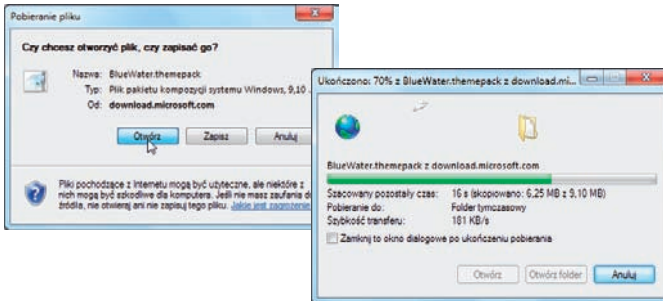 Pobieranie pliku
Czy chcesz otworzyć plik, czy zapisać go?
Nazwa: BlueWater.themepack
Typ: Plik pakietu kompozycji systemu Windows, 9,10
Od: download.microsoft.com
Otwórz Zapisz Anuluj
Pliki pochodzące z Internetu mogą być użyteczne, ale niektóre z
nich mogą być szkodliwe dla komputera. Jeśli nie masz zaufania do
źródła, nie otwieraj ani nie zapisuj tego pliku. Jakie jest zagrożenie
Ukończono: 70% z BlueWater.themepack z download.mi...
BlueWater.themepack z download.microsoft.com
Szacowany pozostały czas: 16 s (skopiowano: 6,25 MB z 9,10 MB)
Pobieranie do: Folder tymczasowy
Szybkość transferu: 181 KB/s
Zamknij to okno dialogowe po ukończeniu pobierania
Otwórz Otwórz folder Anuluj